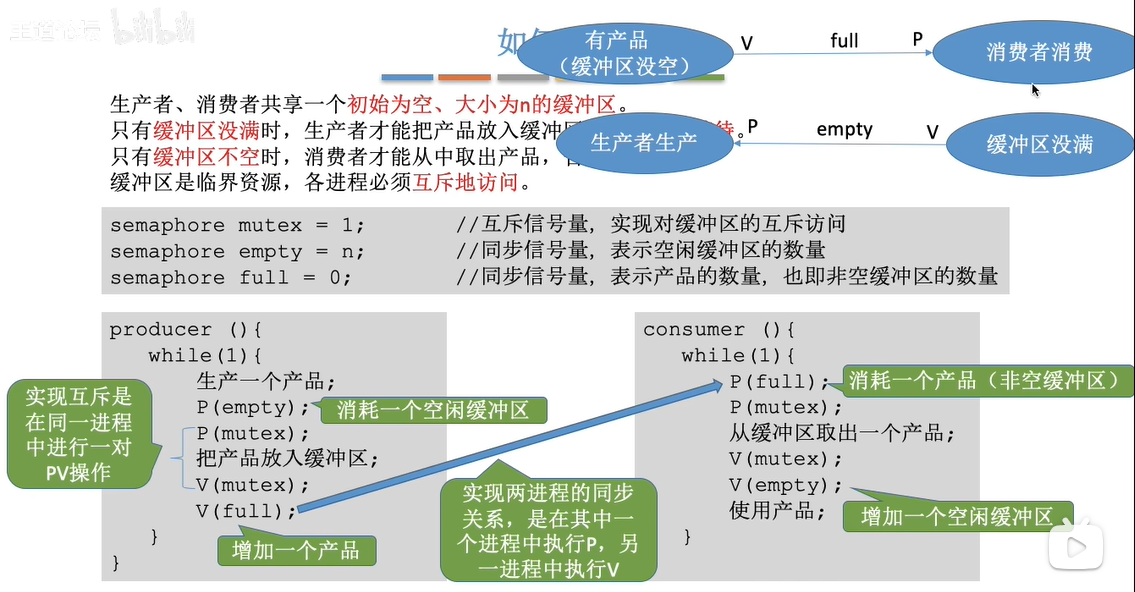 王道论坛 bilibili
如
有产品
（缓冲区没空）
V full P
消费者消费
生产者、消费者共享一个初始为空、大小为n的缓冲区。
只有缓冲区没满时，生产者才能把产品放入缓冲区
待。
只有缓冲区不空时，消费者才能从中取出产品，
缓冲区是临界资源，各进程必须互斥地访问。
生产者生产
P empty V
缓冲区没满
semaphore mutex = 1; //互斥信号量，实现对缓冲区的互斥访问
semaphore empty = n; //同步信号量，表示空闲缓冲区的数量
semaphore full = 0; //同步信号量，表示产品的数量，也即非空缓冲区的数量
producer (){
while(1){
生产一个产品;
P(empty);
消耗一个空闲缓冲区
P(mutex);
把产品放入缓冲区;
V(mutex);
V(full);
增加一个产品
}
}
实现互斥是
在同一进程
中进行一对
PV操作
实现两进程的同步
关系，是在其中一
个进程中执行P，另
一进程中执行V
consumer (){
while(1){
P(full);
消耗一个产品（非空缓冲区）
P(mutex);
从缓冲区取出一个产品;
V(mutex);
V(empty);
增加一个空闲缓冲区
使用产品;
}